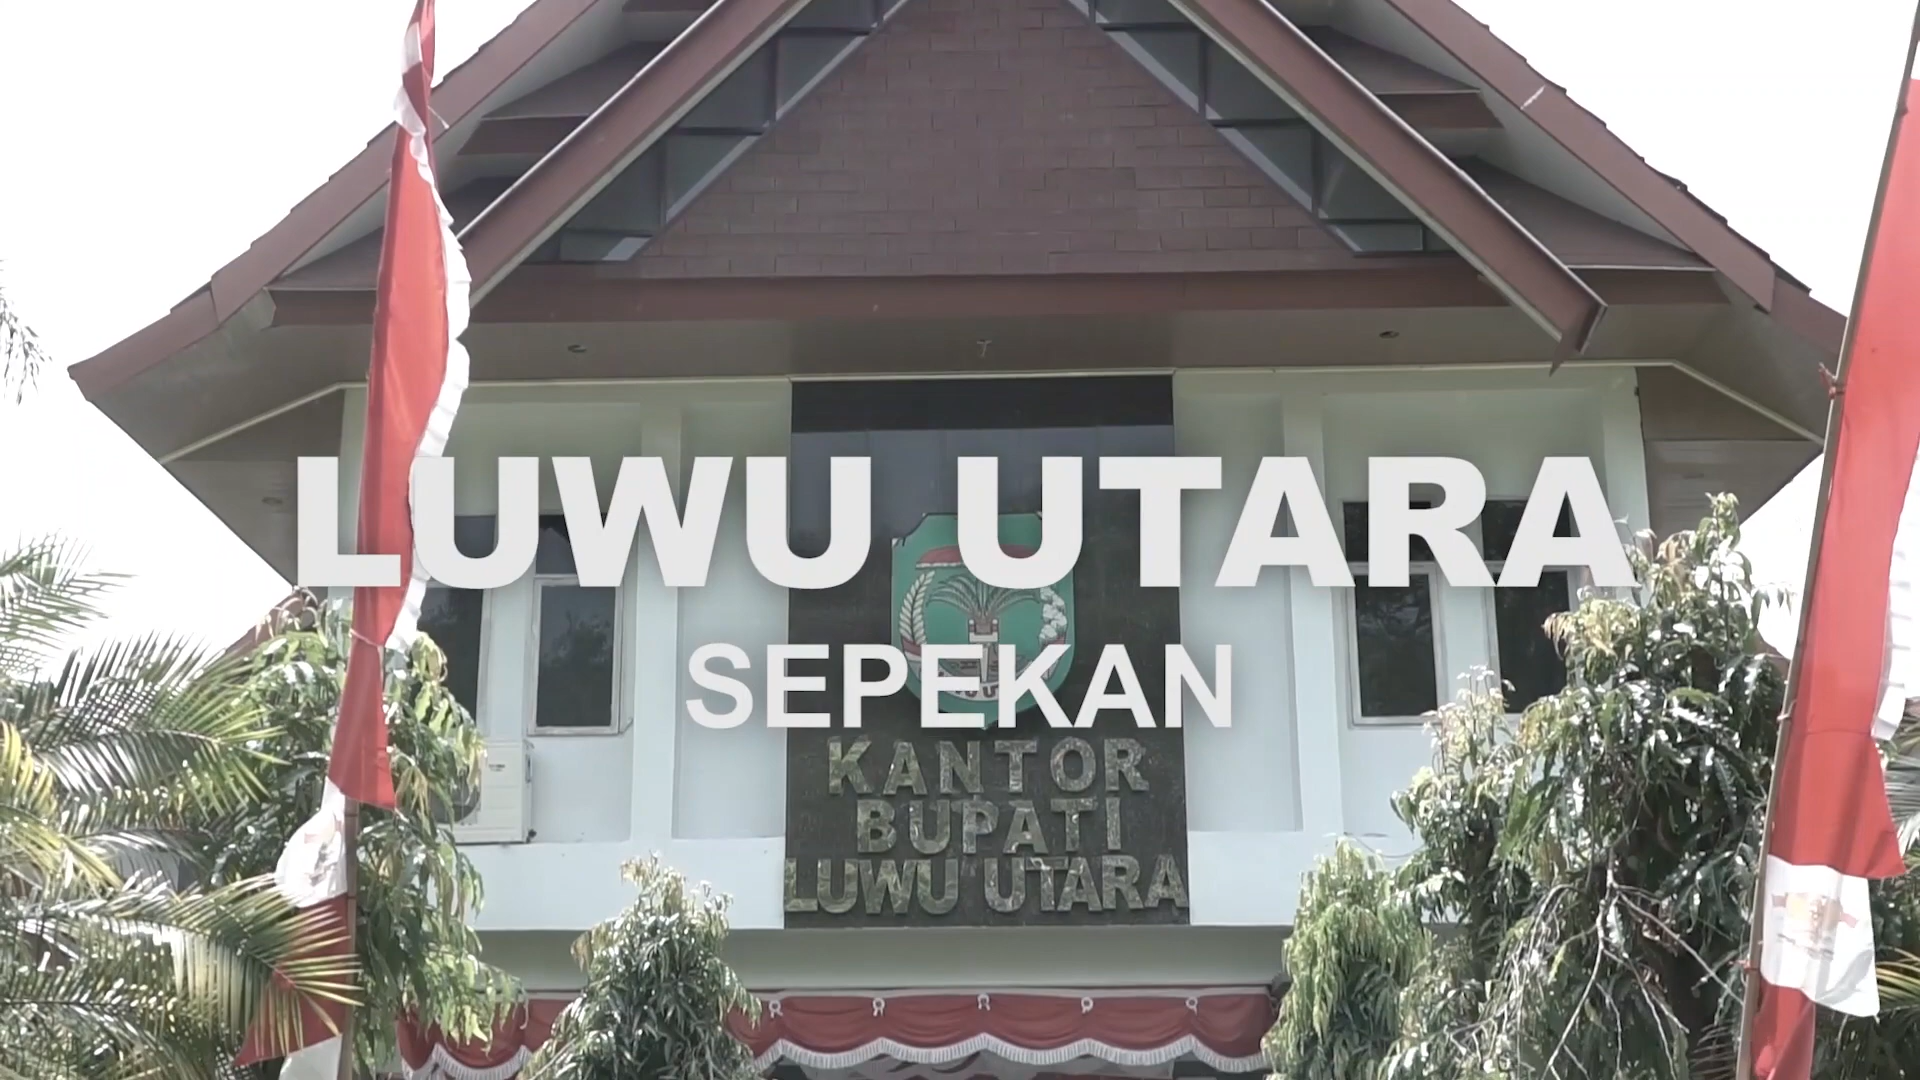 LUWU UTARA
SEPEKAN
KANTOR
BUPATI
LUWU UTARA